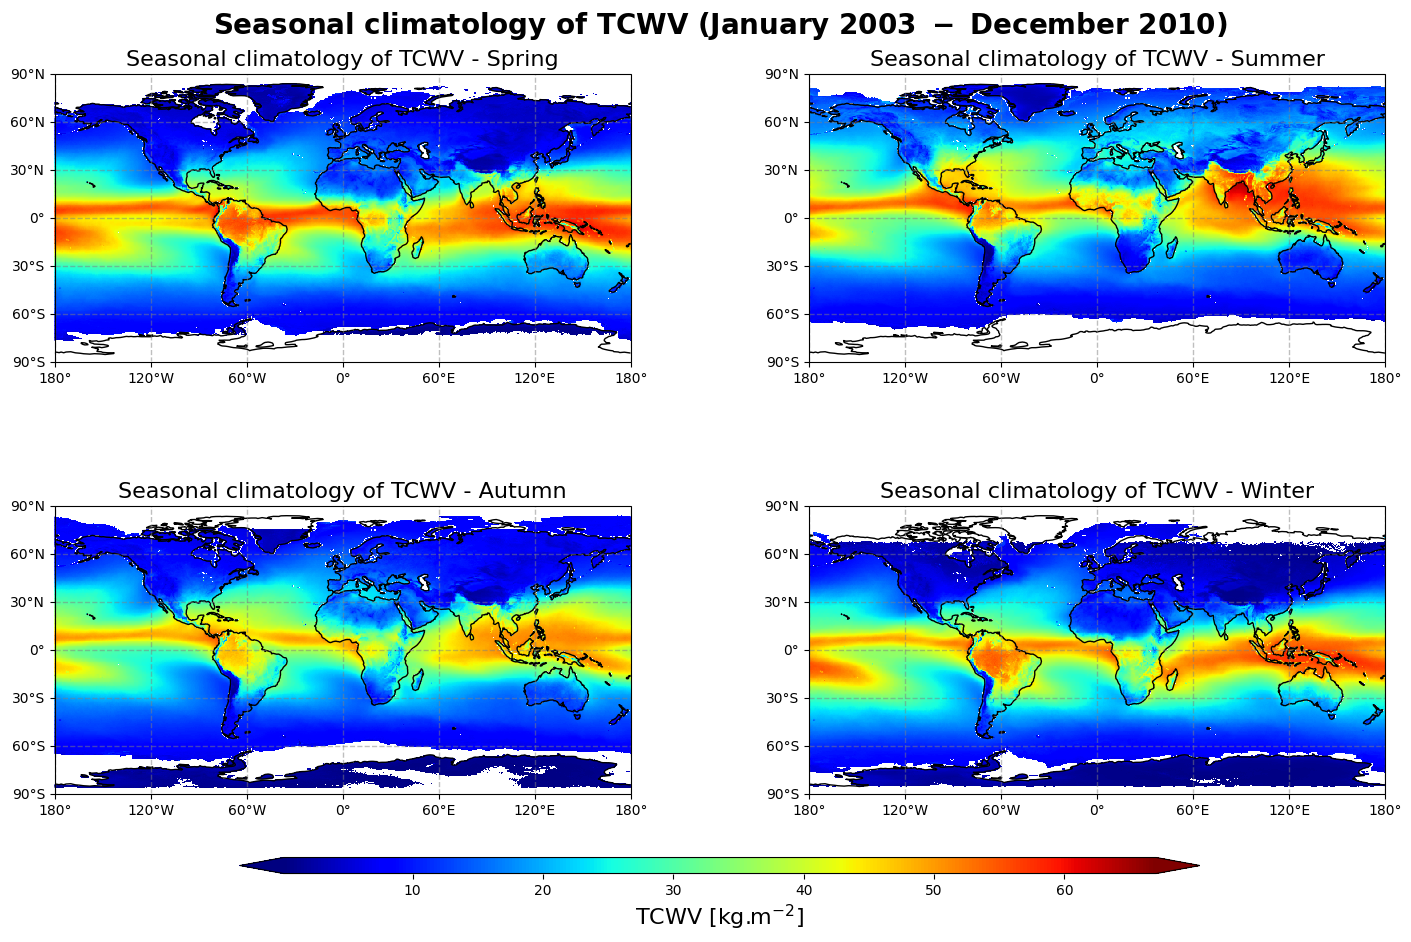 Seasonal climatology of TCWV (January 2003 − December 2010)
Seasonal climatology of TCWV - Spring
90°N
60°N
30°N
0°
30°S
60°S
90°S
180° 120°W 60°W 0° 60°E 120°E 180°
Seasonal climatology of TCWV - Summer
90°N
60°N
30°N
0°
30°S
60°S
90°S
180° 120°W 60°W 0° 60°E 120°E 180°
Seasonal climatology of TCWV - Autumn
90°N
60°N
30°N
0°
30°S
60°S
90°S
180° 120°W 60°W 0° 60°E 120°E 180°
Seasonal climatology of TCWV - Winter
90°N
60°N
30°N
0°
30°S
60°S
90°S
180° 120°W 60°W 0° 60°E 120°E 180°
10 20 30 40 50 60
TCWV [kg.m⁻²]